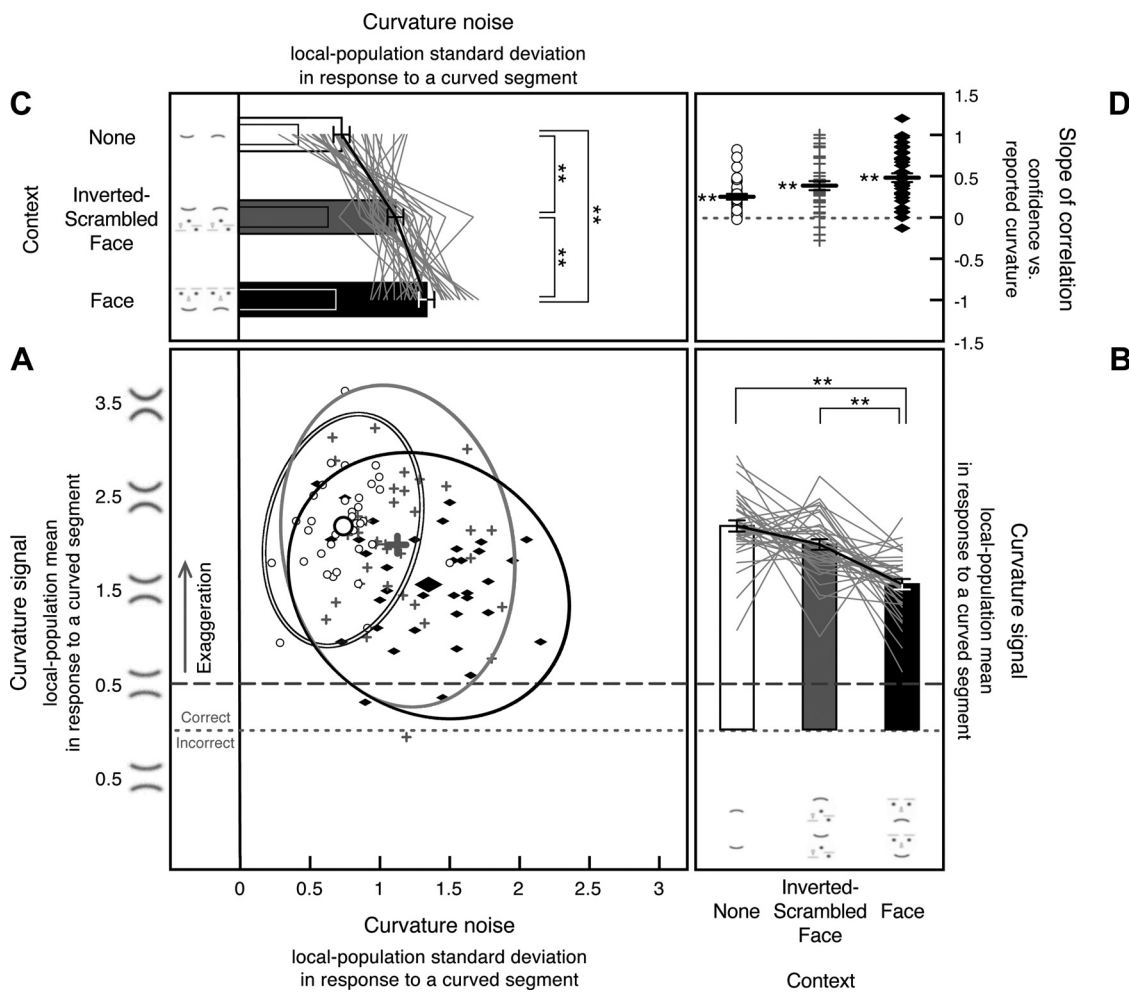 Curvature noise
local-population standard deviation
in response to a curved segment
C
None
Inverted-
Scrambled
Face
Face
Context
**
**
**
D
1.5
1
0.5
0
-0.5
-1
-1.5
**
**
**
Slope of correlation
confidence vs.
reported curvature
A
3.5
2.5
1.5
0.5
0.5
Curvature signal
local-population mean
in response to a curved segment
Exaggeration
Correct
Incorrect
0
0.5
1
1.5
2
2.5
3
Curvature noise
local-population standard deviation
in response to a curved segment
B
**
**
Curvature signal
local-population mean
in response to a curved segment
None
Inverted-
Scrambled
Face
Face
Context